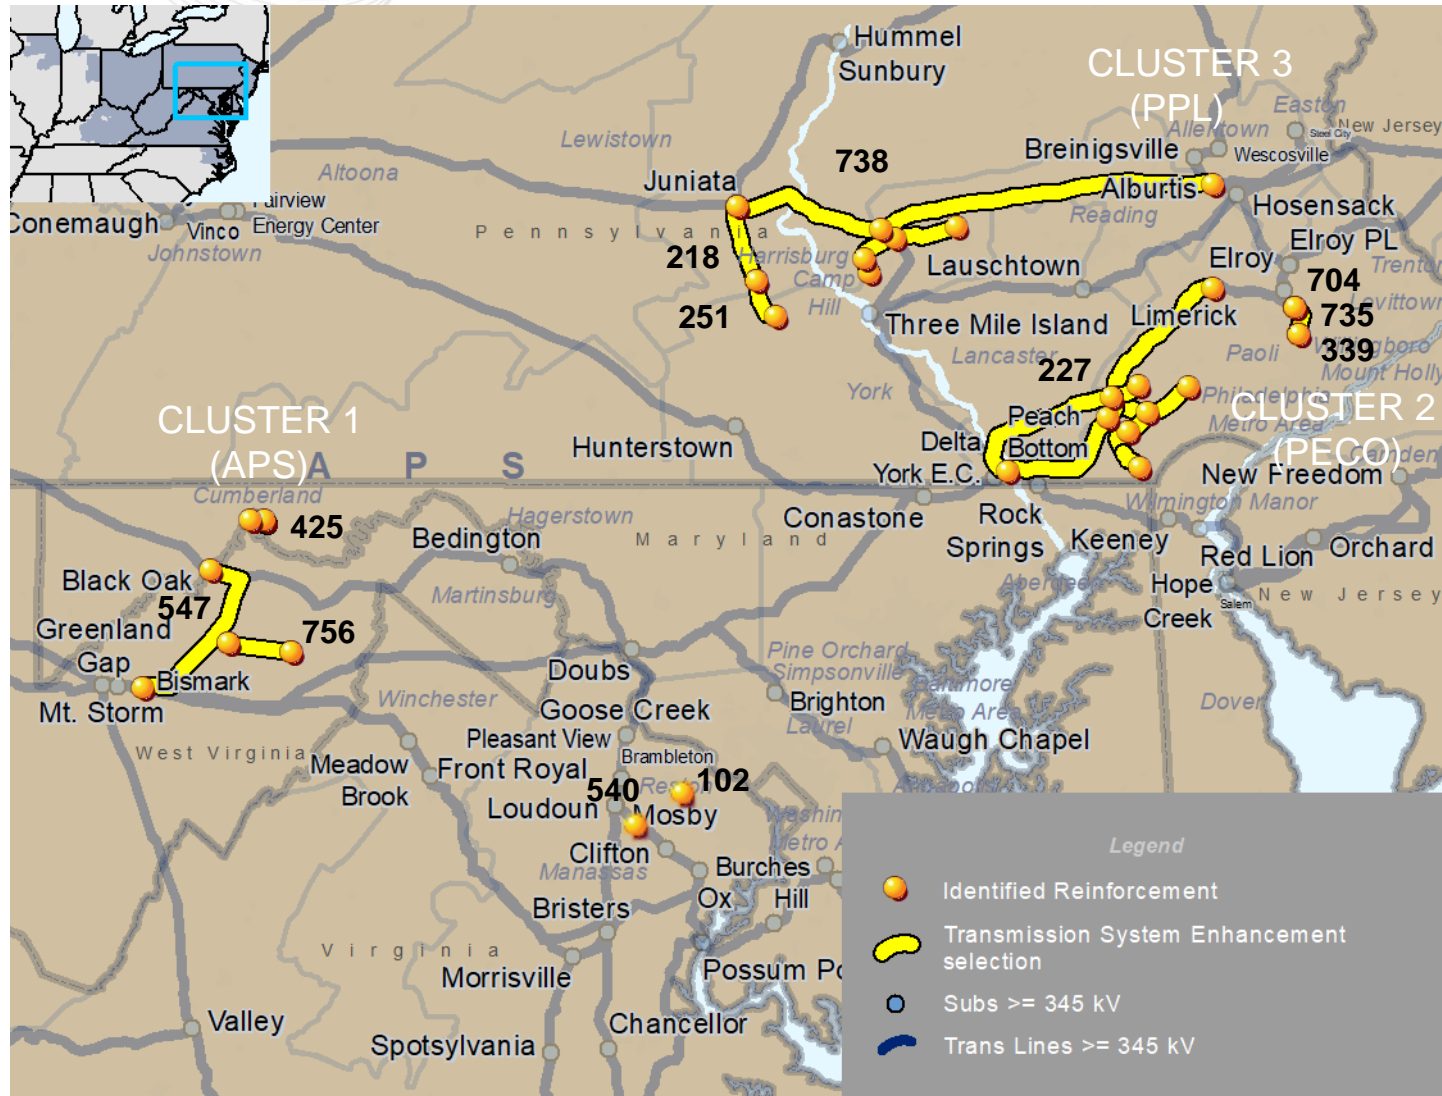 Hummel
Sunbury
CLUSTER 3
(PPL)
Easton
New Jersey
Steel City
Allentown
Lewistown
738
Breinigsville
Wescosville
Altoona
Juniata
Alburtis
Fairview
Energy Center
Conemaugh
Vinco
Johnstown
Pennsylvania
Reading
Hosensack
Elroy PL
218
Harrisburg
Camp
Hill
Lauschtown
Elroy
Trenton
704
Levittown
251
Three Mile Island
Limerick
735
339
Lancaster
Paoli
Mount Holly
227
York
Philadelphia
Metro Area
CLUSTER 1
(APS)
APS
Hunterstown
Peach
Bottom
Delta
York E.C.
CLUSTER 2
(PECO)
Camden
New Freedom
Cumberland
Hagerstown
Wilmington Manor
425
Bedington
Maryland
Conastone
Rock
Springs
Keeney
Red Lion
Orchard
Black Oak
Martinsburg
Aberdeen
Hope
Creek
Salem
New Jersey
547
Greenland
Gap
756
Bismark
Doubs
Pine Orchard
Simpsonville
Baltimore
Metro Area
Brighton
Laurel
Dover
Mt. Storm
Winchester
Goose Creek
Pleasant View
Waugh Chapel
West Virginia
Meadow
Brook
Front Royal
Brambleton
Reston
102
540
Loudoun
Mosby
Annapolis
Clifton
Manassas
Burches
Hill
Ox
Bristers
Virginia
Morrisville
Possum
Valley
Chancellor
Spotsylvania
Legend
Identified Reinforcement
Transmission System Enhancement
selection
Subs >= 345 kV
Trans Lines >= 345 kV